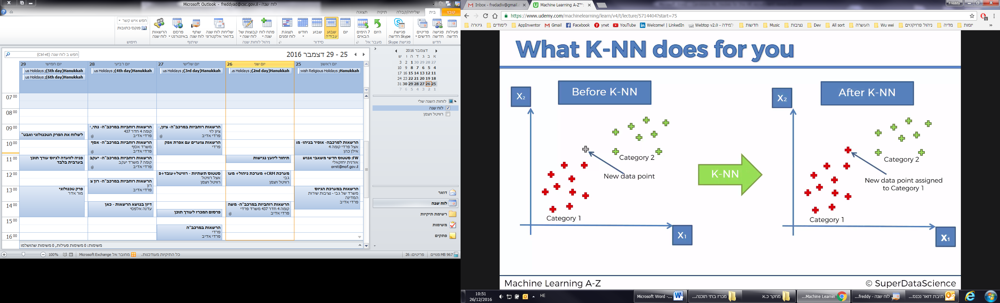 לוח שנה - freddyad@csc.gov.il - Microsoft Outlook
קובץ
בית
שליחה/קבלה
תיקיה
תצוגה
פעילות חדשה
פגישה חדשה
פריטים חדשים
חדש
פגישת Skype חדשה
פגישת Skype
היום
7 הימים הבאים
מעבר אל
יום
שבוע עבודה
שבוע
חודש
תצוגת לוח זמנים
סידור
פתח לוח שנה
קבוצות של לוח שנה
ניהול לוחות שנה
שליחת לוח שנה בדואר אלקטרוני
שתף לוח שנה
פרסם באינטרנט
הרשאות לוח שנה
שיתוף
חפש איש קשר
פנקס כתובות
חיפוש
25 - 29 דצמבר 2016
חפש ב לוח שנה (Ctrl+E)
25 יום ראשון
26 יום שני
27 יום שלישי
28 יום רביעי
29 יום חמישי
wish Religious Holidays ;Hanukkah
us Holidays ;(2nd day)Hanukkah
us Holidays ;(3rd day)Hanukkah
us Holidays ;(4th day)Hanukkah
us Holidays ;(5th day)Hanukkah
us Holidays ;(6th day)Hanukkah
07 00
08 00
09 00
10 00
11 00
12 00
13 00
14 00
15 00
16 00
הרשאות למרכבה- אופיר בניהו- מו
אצל פרדי קומה 4
אילן כהן
FW: סטטוס חדשי משאבי אנוש
אורנית יחזקאלי
ornit@mof.gov.il
הרשאות במערכת הגיוס
משרד של גבי - נציבות שירות
המדינה
פרדי אדיב
תיחור ליועץ נגישות
מערכת CRM+ מערכת ניהול+ מעו
גבי
רוויטל ויצמן
הרשאות רוחביות במרכב"ה- משה
קומה 4 חדר 437 משרד פרדי
פרדי אדיב
הרשאות רוחביות במרכב"ה- ציון,
ציון לוי
פרדי אדיב
הרשאות צוערים עם אפרת אפק
פרדי
סטטוס תשתיות - רוויטל+עובד+פ
אצל רוויטל
רוויטל ויצמן
פרסום המכרז לעורך תוכן
הרשאות במרכב"ה
פרדי
פרדי אדיב
הרשאות רוחביות במרכב"ה- נתי,
קומה 4 חדר 437
פרדי אדיב
הרשאות רוחביות במרכב"ה- אסף
משרד אסף
פרדי אדיב
הרשאות רוחביות במרכב"ה- יעקב
קומה 7 משרד יעקב
פרדי אדיב
הרשאות רוחביות במרכב"ה- רון צ
רון
פרדי אדיב
דיון בנושא הרשאות - כאן
עדנה אלפסי
לשלוח את הפרק הטכנולוגי ואבט"
פניה לוועדה לגיוס עורך תוכן
בערבית בלבד
פרק טכנולוגי
מור אדר
דצמבר 2016
א ב ג ד ה ו ש
27 28 29 30 1 2 3
4 5 6 7 8 9 10
11 12 13 14 15 16 17
18 19 20 21 22 23 24
25 26 27 28 29 30 31
1 2 3 4 5 6 7
לוחות השנה שלי
לוח שנה
רוויטל ויצמן
דואר
לוח שנה
רשימת תיקיות
משימות
פתקים
משימות: 0 משימות פעילות, 0 משימות שהושלמו
967 MB פנויים
פריטים: 26
כל התיקיות מעודכנות.
מחובר אל Microsoft Exchange
100%
Inbox - fredadiv@gmail.c
Machine Learning A-Z™:
Freddy
https://www.udemy.com/machinelearning/learn/v4/t/lecture/5714404?start=75
גיטרה
לימודים
AppInventor
Gmail
Facebook
ynet
YouTube
Welcome! | LinkedIn
Webtop v2.0 - למידה
חדשות
Music
נציבות
Dev
All sort
העשרה
Wu wei
ניהול פרויקטים
מדיה
יזמות
»
What K-NN does for you
Before K-NN
X2
Category 2
New data point
Category 1
X1
K-NN
After K-NN
X2
Category 2
New data point assigned
to Category 1
Category 1
X1
Machine Learning A-Z
© SuperDataScience
10:51
26/12/2016
HE
Microsoft Word -...
מכרז בתי תוכנה...
מחקר כ.א
Machine Learnin...
לוח שנה - freddy...
תיבת דואר נכנס...